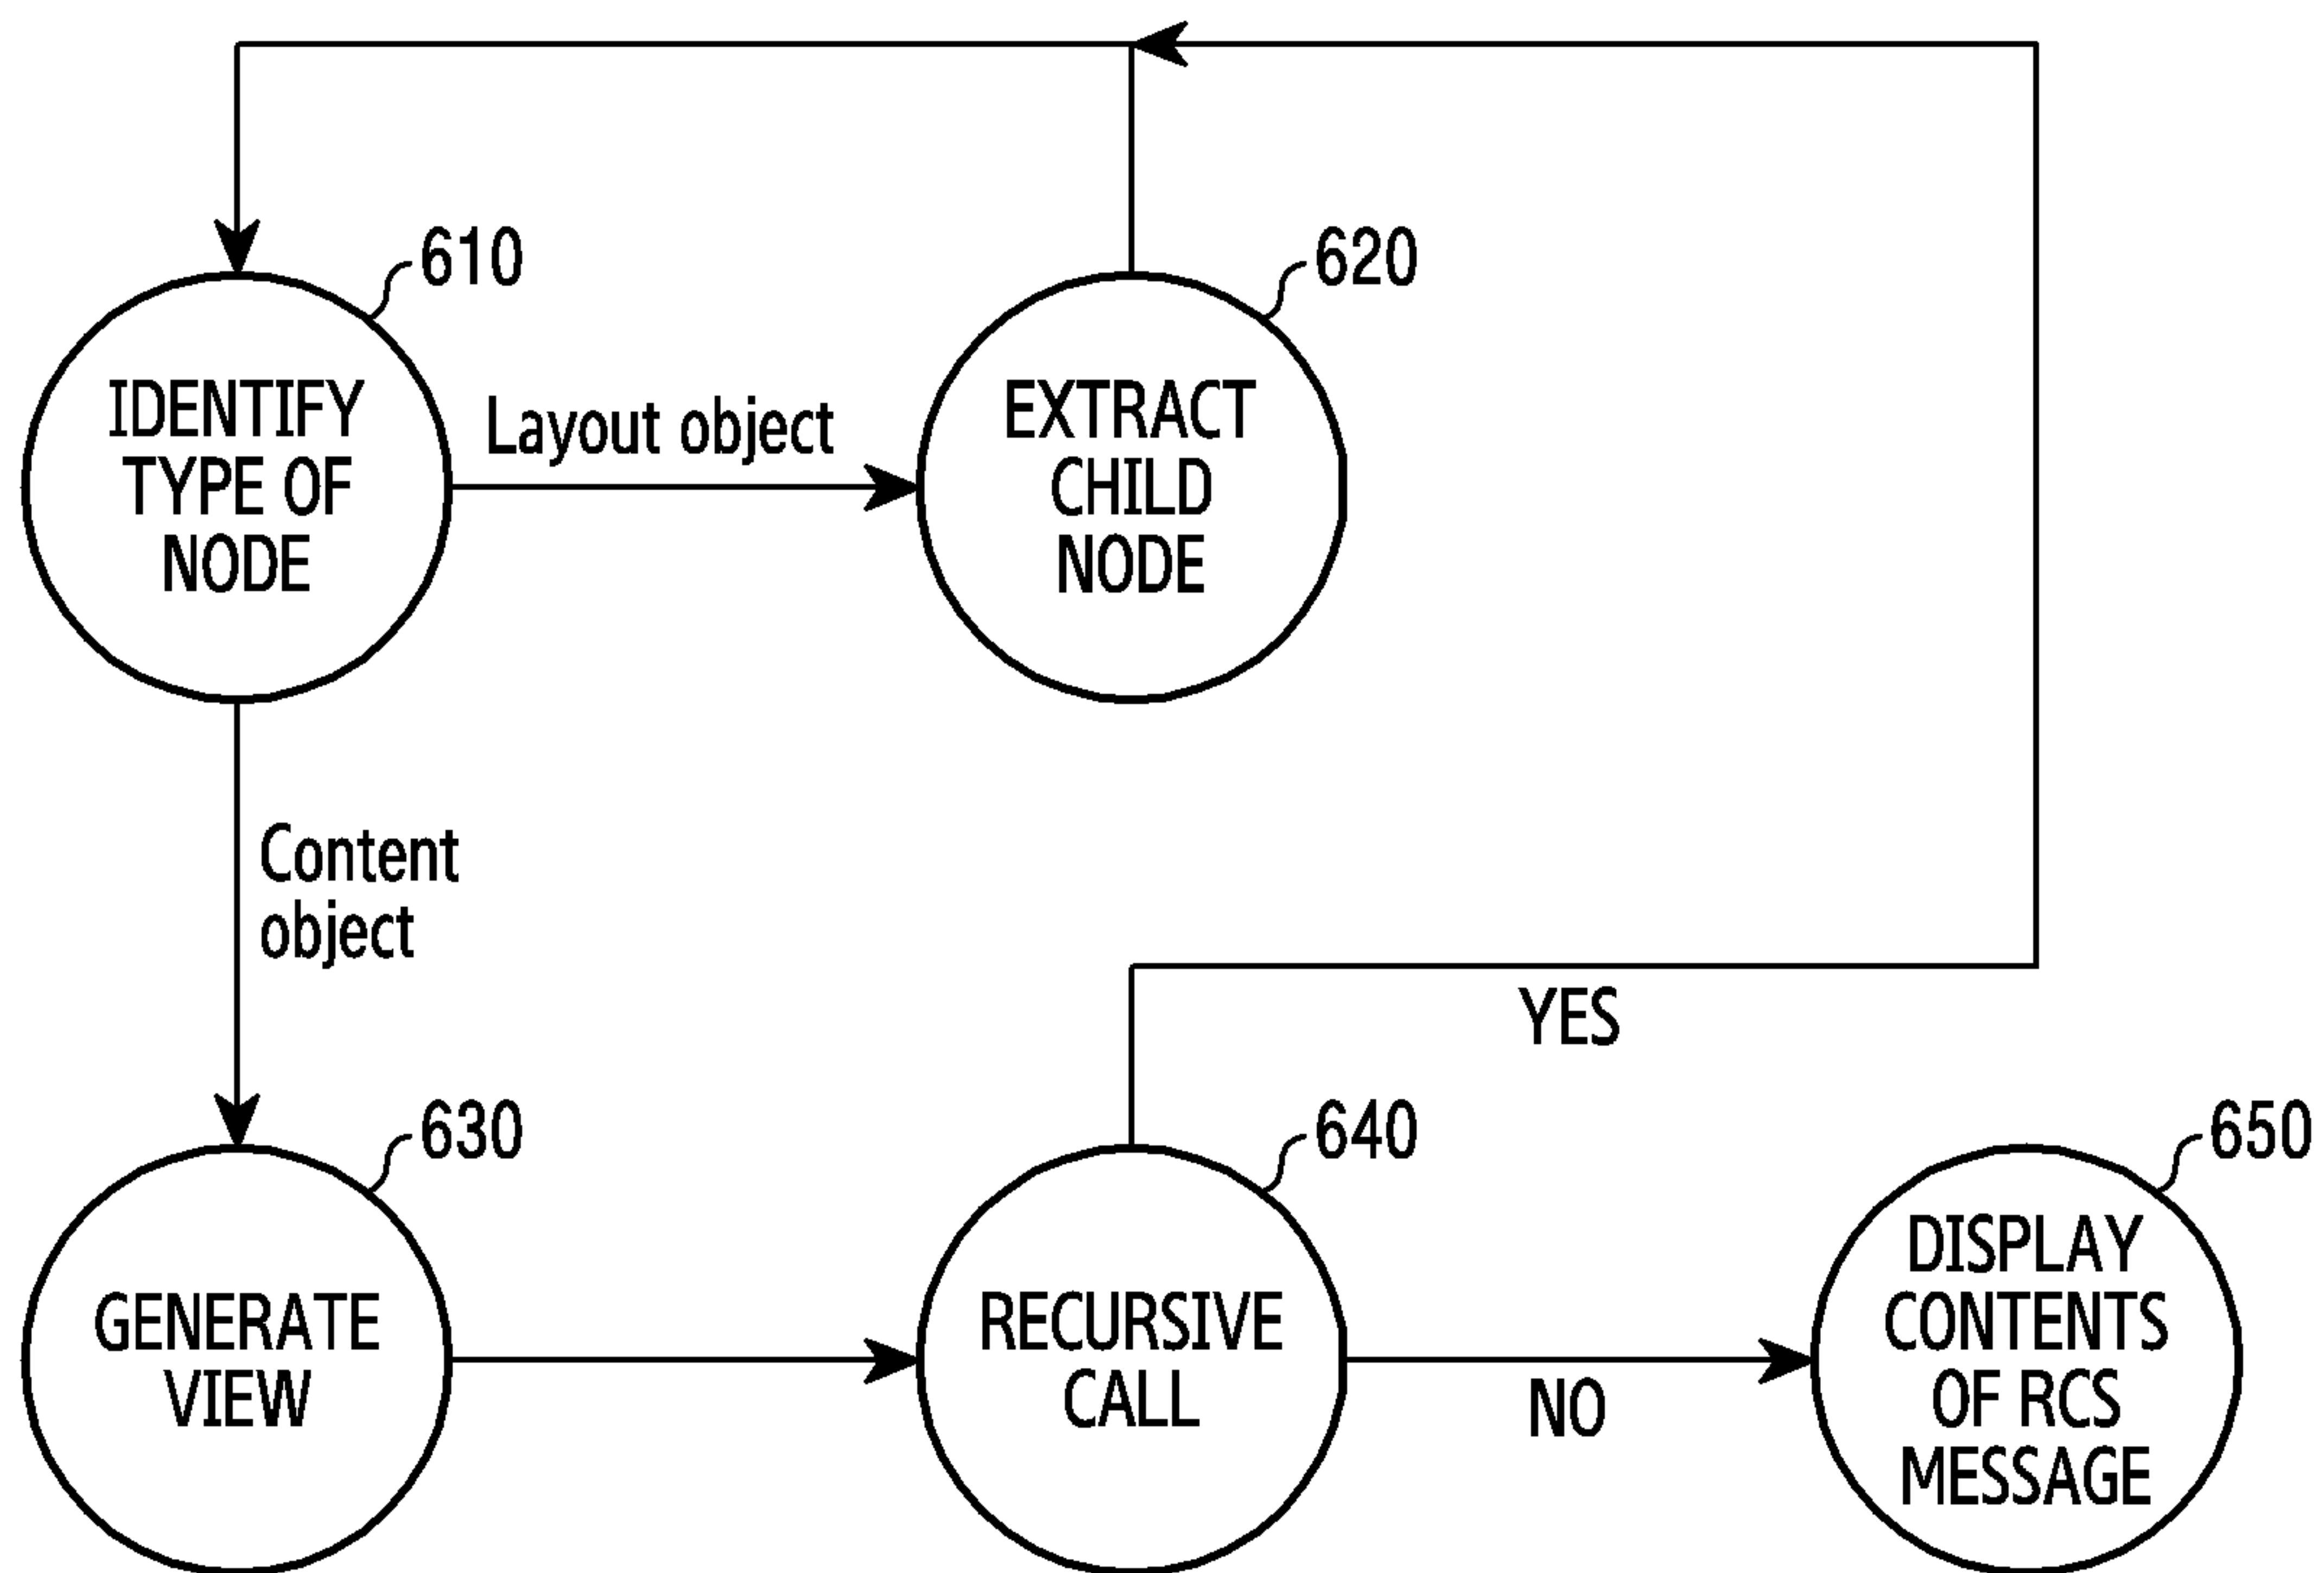 610
IDENTIFY
TYPE OF
NODE
Layout object
620
EXTRACT
CHILD
NODE
Content
object
YES
630
GENERATE
VIEW
640
RECURSIVE
CALL
NO
650
DISPLAY
CONTENTS
OF RCS
MESSAGE